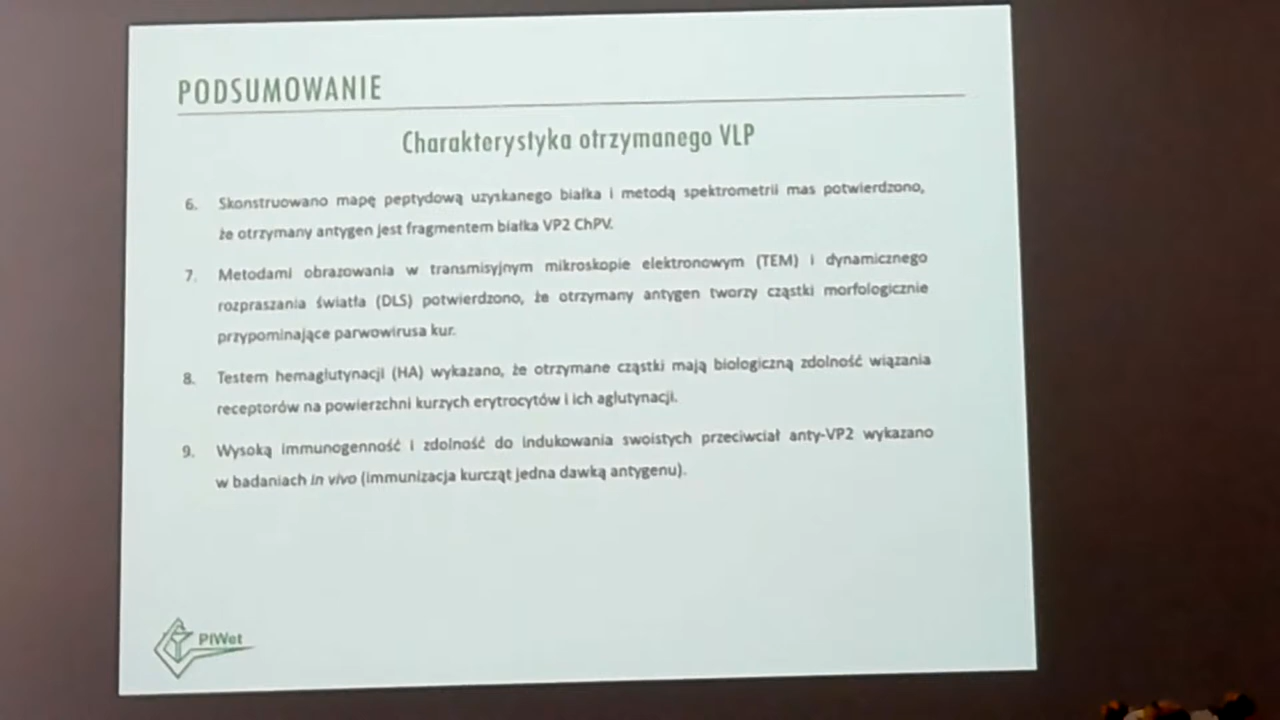 PODSUMOWANIE
Charakterystyka otrzymanego VLP
6. Skonstruowano mapę peptydową uzyskanego białka i metodą spektrometrii mas potwierdzono,
że otrzymany antygen jest fragmentem białka VP2 ChPV.
7. Metodami obrazowania w transmisyjnym mikroskopie elektronowym (TEM) i dynamicznego
rozpraszania światła (DLS) potwierdzono, że otrzymany antygen tworzy cząstki morfologicznie
przypominające parwowirusa kur.
8. Testem hemaglutynacji (HA) wykazano, że otrzymane cząstki mają biologiczną zdolność wiązania
receptorów na powierzchni kurzych erytrocytów i ich aglutynacji.
9. Wysoką immunogenność i zdolność do indukowania swoistych przeciwciał anty-VP2 wykazano
w badaniach in vivo (immunizacja kurcząt jedna dawką antygenu).
PIWet